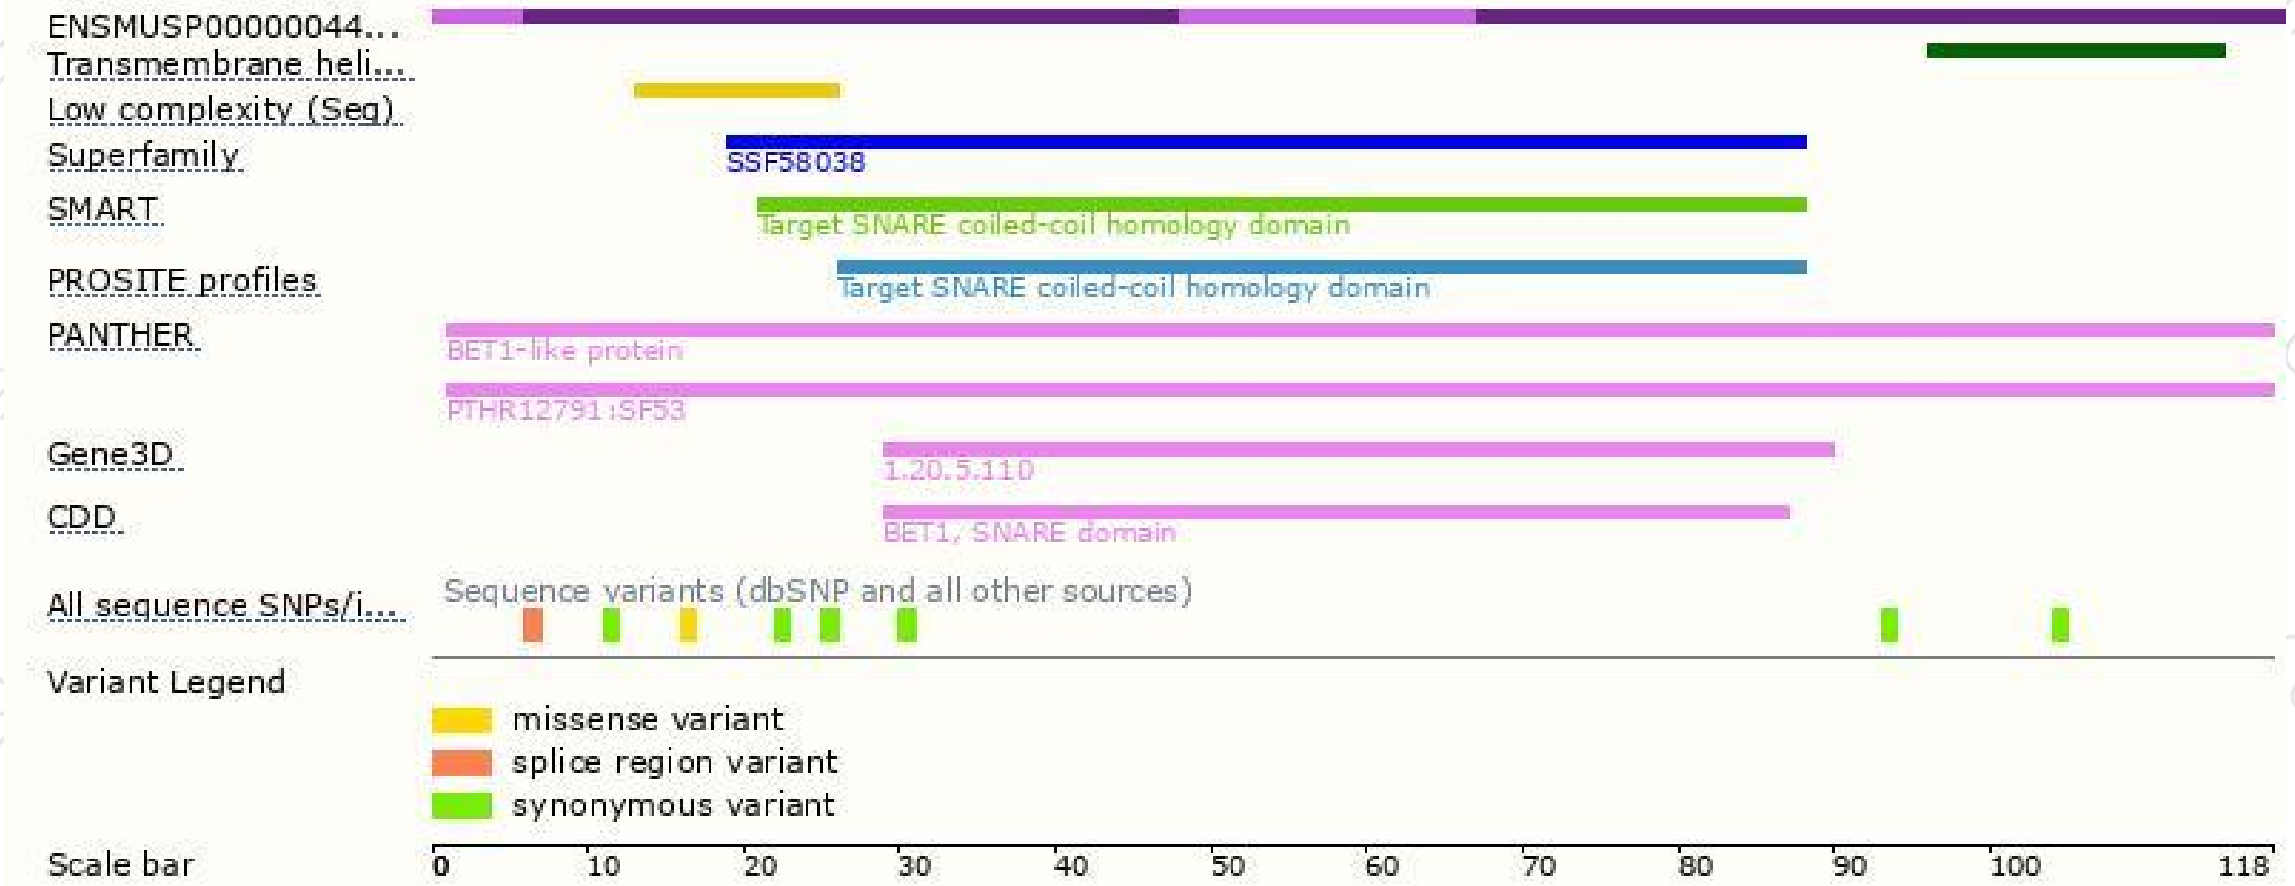 ENSMUSP00000044...
Transmembrane heli...
Low complexity (Seg)
Superfamily
SSF58038
SMART
Target SNARE coiled-coil homology domain
PROSITE profiles
Target SNARE coiled-coil homology domain
PANTHER
BET1-like protein
PTHR12791:SF53
Gene3D
1.20.5.110
CDD
BET1, SNARE domain
Sequence variants (dbSNP and all other sources)
All sequence SNPs/i...
Variant Legend
missense variant
splice region variant
synonymous variant
Scale bar 0 10 20 30 40 50 60 70 80 90 100 118